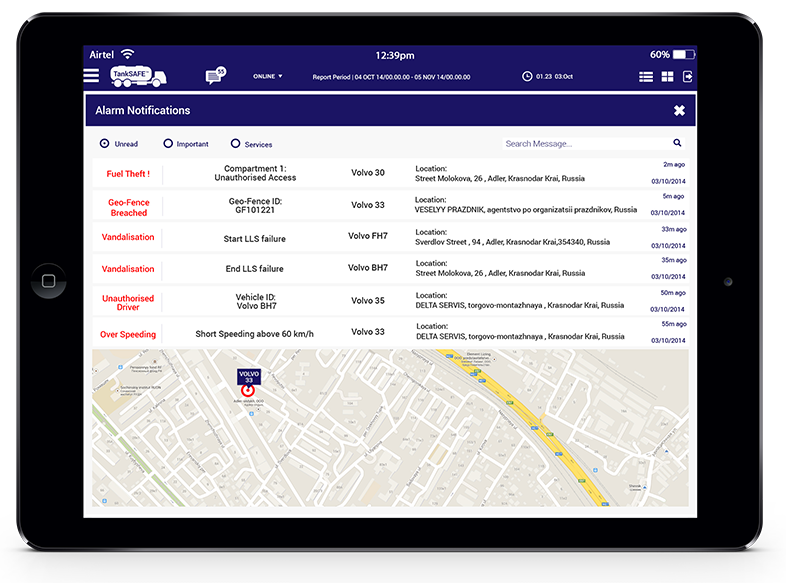 Airtel
12:39pm
60%
TankSAFE™
55
ONLINE
Report Period | 04 OCT 14/00.00.00 - 05 NOV 14/00.00.00
01.23 03:Oct
Alarm Notifications
Unread
Important
Services
Search Message...
Fuel Theft !
Compartment 1:
Unauthorised Access
Volvo 30
Location:
Street Molokova, 26 , Adler, Krasnodar Krai, Russia
2m ago
03/10/2014
Geo-Fence
Breached
Geo-Fence ID:
GF101221
Volvo 33
Location:
VESELYY PRAZDNIK, agentstvo po organizatsii prazdnikov, Russia
5m ago
03/10/2014
Vandalisation
Start LLS failure
Volvo FH7
Location:
Sverdlov Street , 94 , Adler, Krasnodar Krai,354340, Russia
33m ago
03/10/2014
Vandalisation
End LLS failure
Volvo BH7
Location:
Street Molokova, 26 , Adler, Krasnodar Krai, Russia
35m ago
03/10/2014
Unauthorised
Driver
Vehicle ID:
Volvo BH7
Volvo 35
Location:
DELTA SERVIS, torgovo-montazhnaya , Krasnodar Krai, Russia
50m ago
03/10/2014
Over Speeding
Short Speeding above 60 km/h
Volvo 33
Location:
DELTA SERVIS, torgovo-montazhnaya , Krasnodar Krai, Russia
55m ago
03/10/2014
VOLVO
33